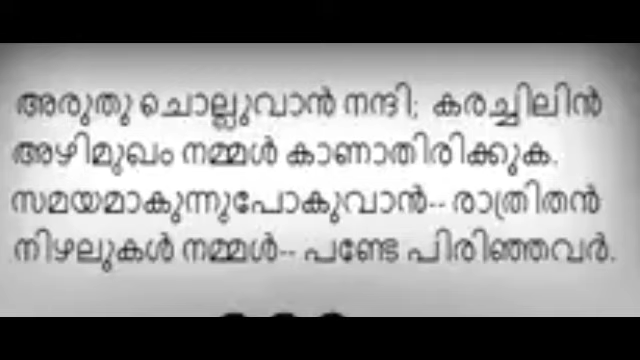 അരുതു ചൊല്ലുവാൻ നന്ദി; കരച്ചിലിൻ
അഴിമുഖം നമ്മൾ കാണാതിരിക്കുക.
സമയമാകുന്നുപോകുവാൻ-- രാത്രിതൻ
നിഴലുകൾ നമ്മൾ-- പണ്ടേ പിരിഞ്ഞവർ.